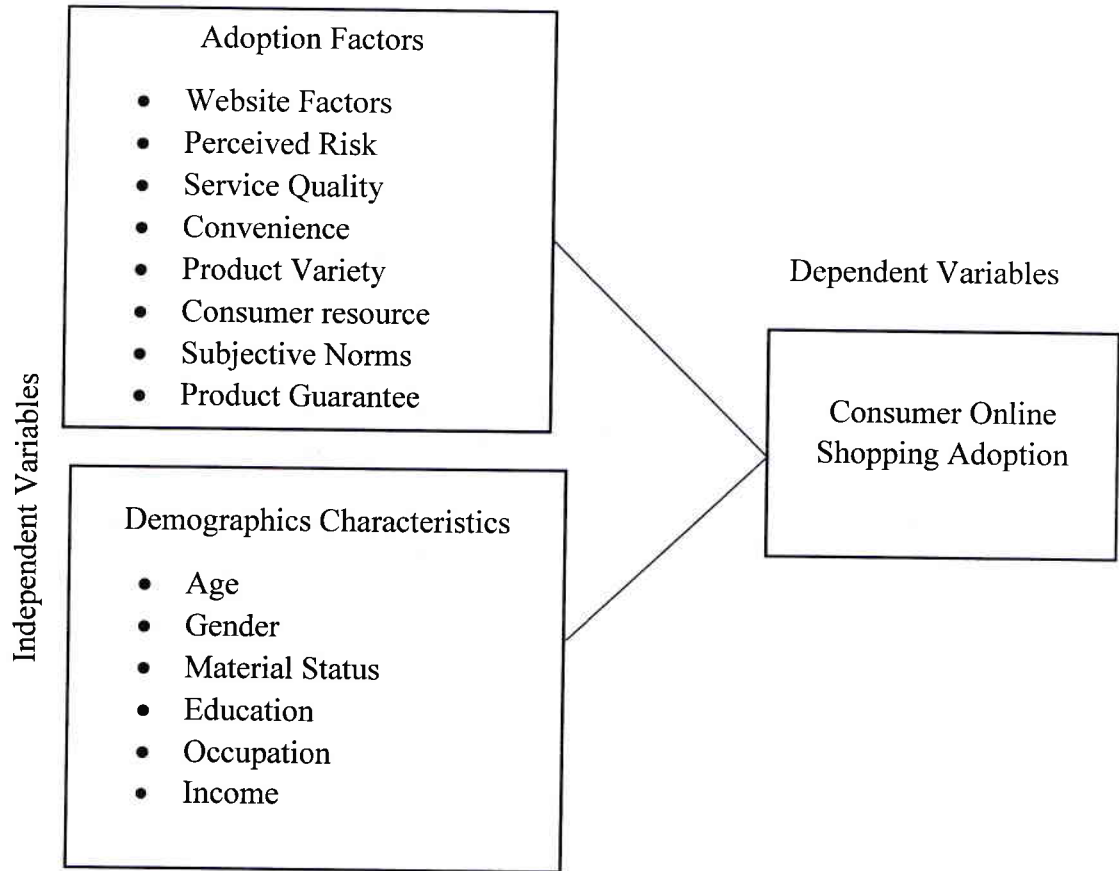 Adoption Factors
• Website Factors
• Perceived Risk
• Service Quality
• Convenience
• Product Variety
• Consumer resource
• Subjective Norms
• Product Guarantee
Independent Variables
Demographics Characteristics
• Age
• Gender
• Material Status
• Education
• Occupation
• Income
Dependent Variables
Consumer Online
Shopping Adoption